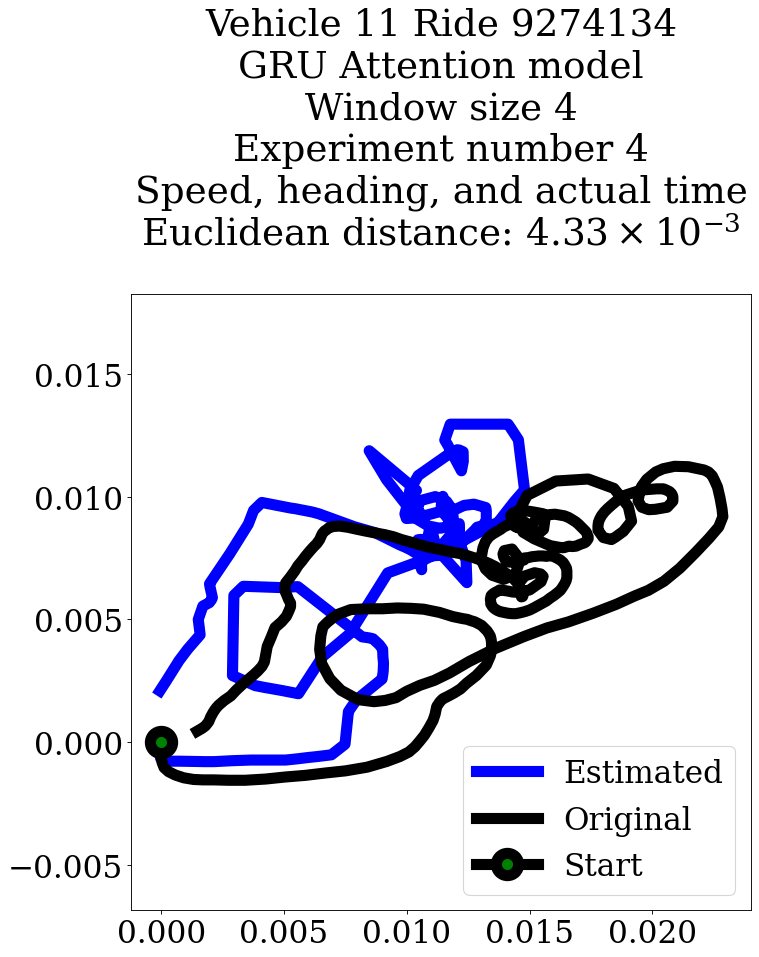 Vehicle 11 Ride 9274134
GRU Attention model
Window size 4
Experiment number 4
Speed, heading, and actual time
Euclidean distance: 4.33 × 10⁻³
0.015
0.010
0.005
0.000
−0.005
Estimated
Original
Start
0.000 0.005 0.010 0.015 0.020